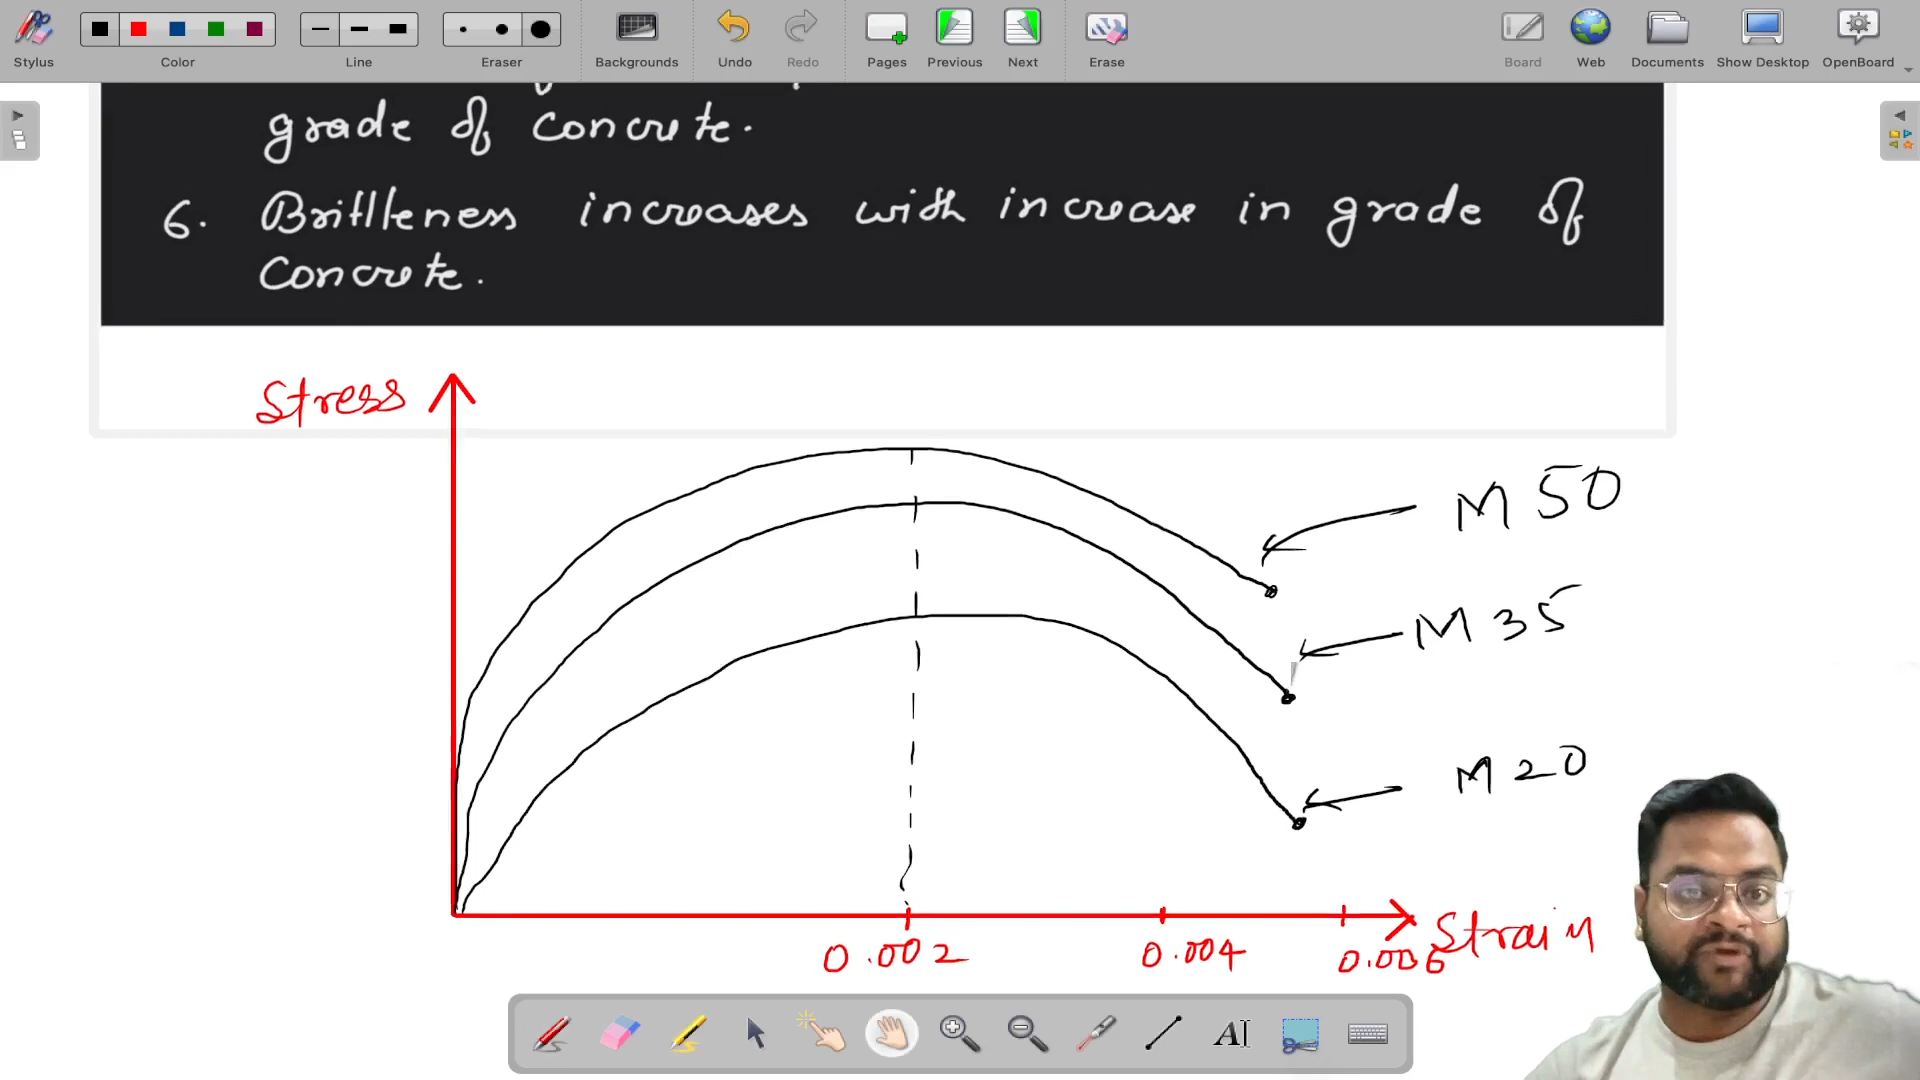 Stylus
Color
Line
Eraser
Backgrounds
Undo
Redo
Pages
Previous
Next
Erase
Board
Web
Documents
Show Desktop
OpenBoard
grade of concrete.
6. Brittleness increases with increase in grade of
Concrete.
Stress
M 50
M 35
M 20
0.002
0.004
0.006
Strain
AI